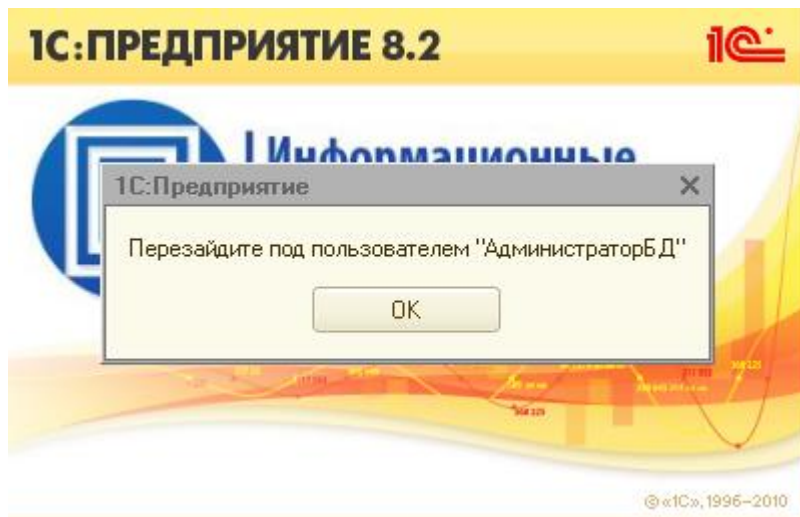 1С:ПРЕДПРИЯТИЕ 8.2
1С
Информационные
1С:Предприятие
Перезайдите под пользователем "АдминистраторБД"
OK
© «1С», 1996–2010